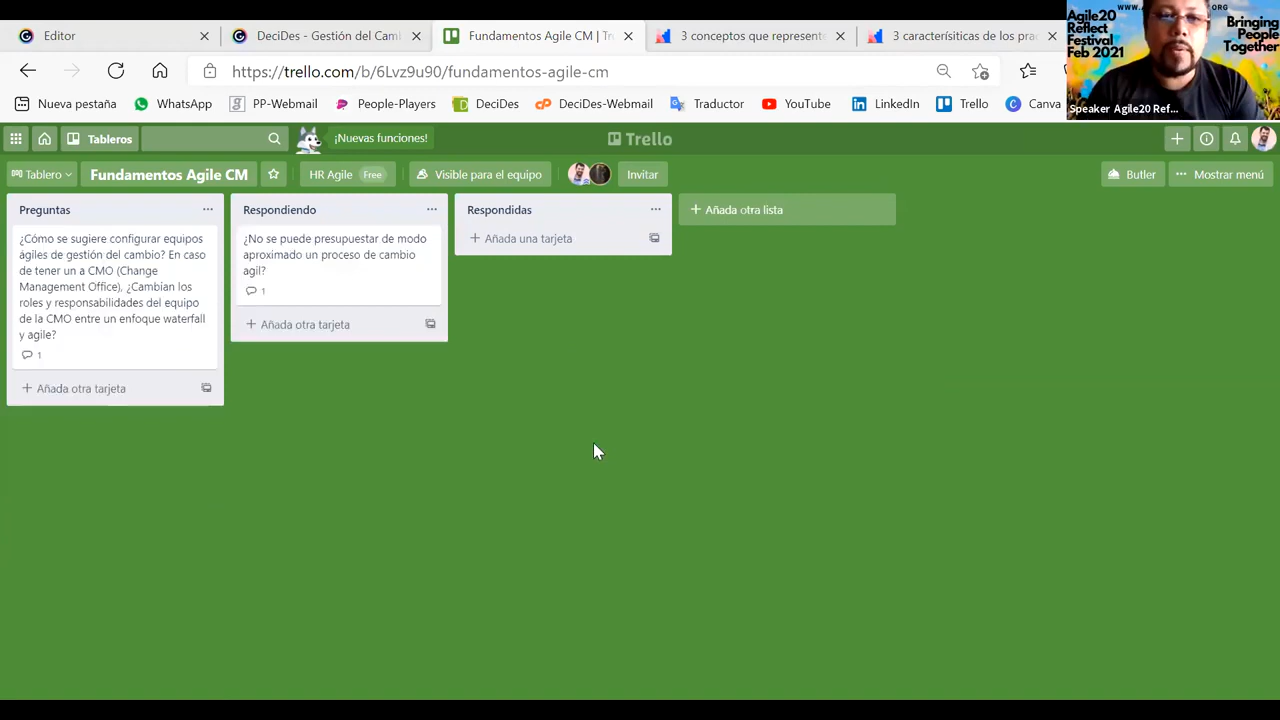 Editor
DeciDes - Gestión del Cam
Fundamentos Agile CM | Tr
3 conceptos que represent
3 caracterísiticas de los pra
https://trello.com/b/6Lvz9u90/fundamentos-agile-cm
Nueva pestaña
WhatsApp
PP-Webmail
People-Players
DeciDes
DeciDes-Webmail
Traductor
YouTube
LinkedIn
Trello
Canva
Agile20
Reflect
Festival
Feb 2021
Bringing
People
Together
Speaker Agile20 Ref...
Tableros
¡Nuevas funciones!
Trello
Tablero
Fundamentos Agile CM
HR Agile Free
Visible para el equipo
Invitar
Butler
Mostrar menú
Preguntas
¿Cómo se sugiere configurar equipos
ágiles de gestión del cambio? En caso
de tener un a CMO (Change
Management Office), ¿Cambian los
roles y responsabilidades del equipo
de la CMO entre un enfoque waterfall
y agile?
1
Añada otra tarjeta
Respondiendo
¿No se puede presupuestar de modo
aproximado un proceso de cambio
agil?
1
Añada otra tarjeta
Respondidas
Añada una tarjeta
Añada otra lista